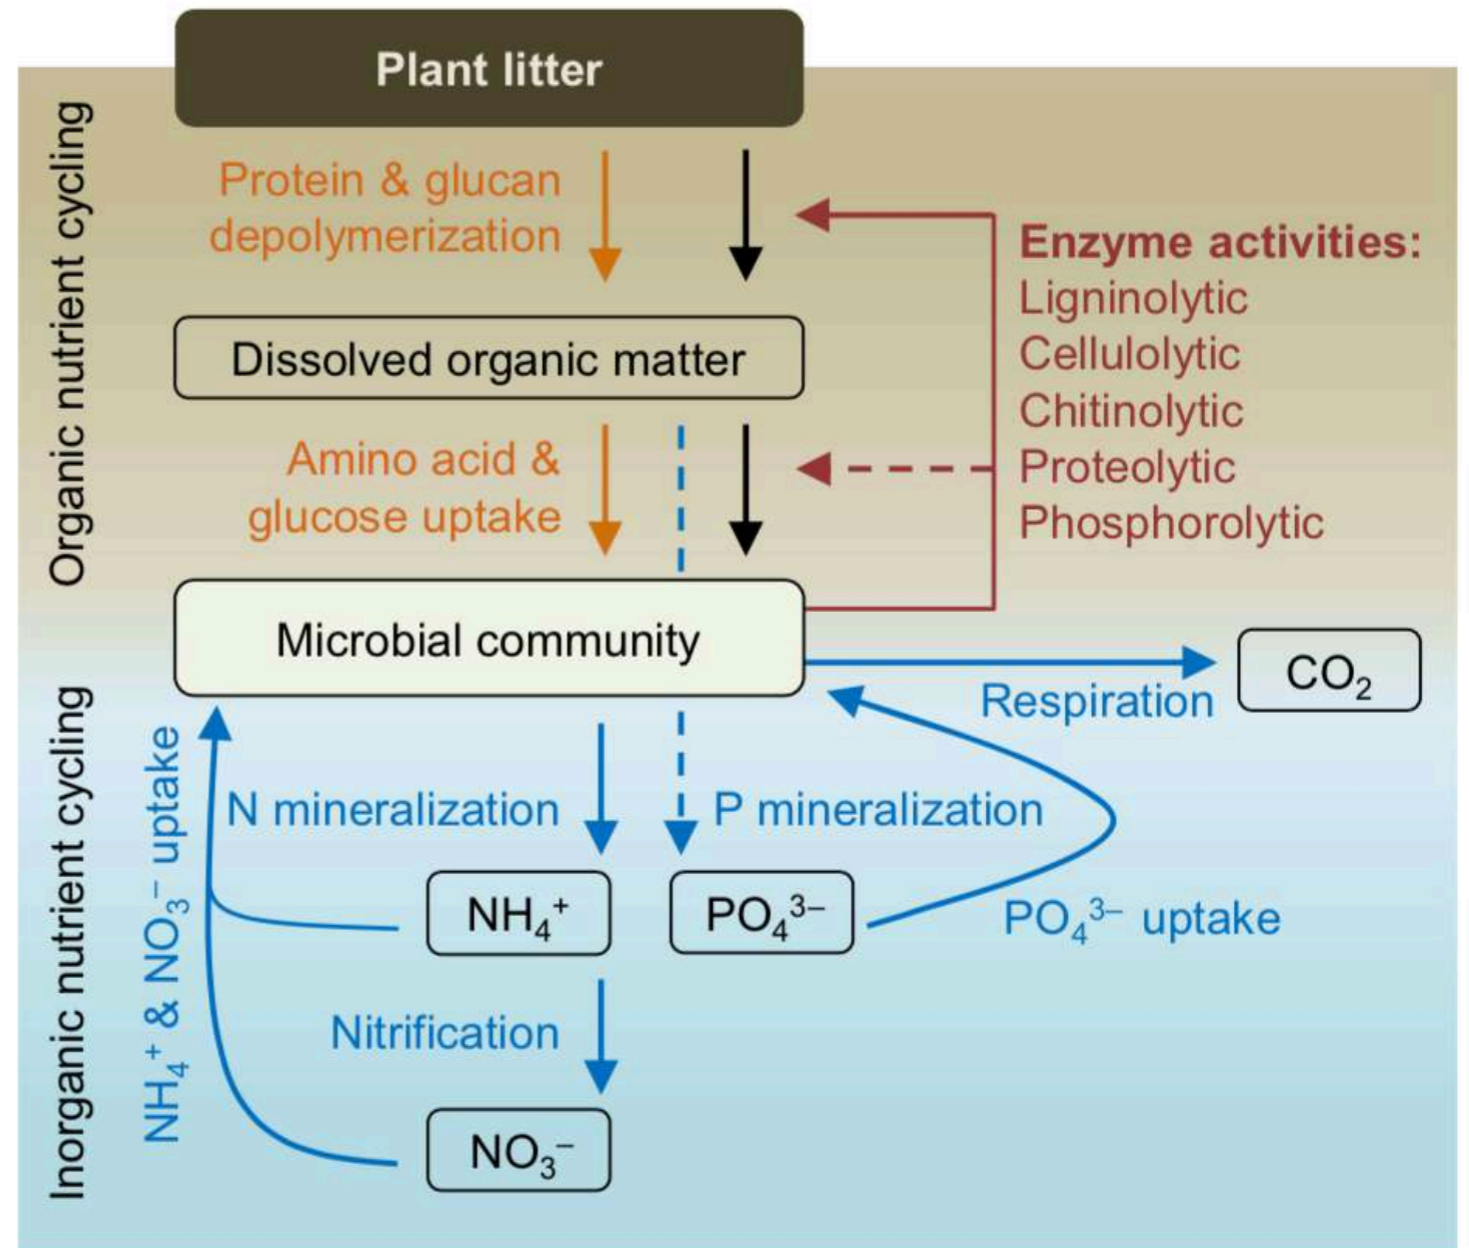 Plant litter
Organic nutrient cycling
Protein & glucan
depolymerization
Enzyme activities:
Ligninolytic
Cellulolytic
Chitinolytic
Proteolytic
Phosphorolytic
Dissolved organic matter
Amino acid &
glucose uptake
Microbial community
CO₂
Respiration
Inorganic nutrient cycling
NH₄⁺ & NO₃⁻ uptake
N mineralization
P mineralization
NH₄⁺
PO₄³⁻
PO₄³⁻ uptake
Nitrification
NO₃⁻